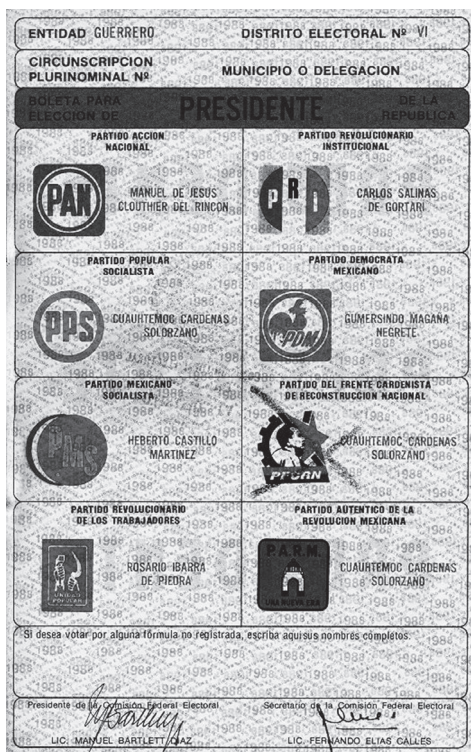 ENTIDAD GUERRERO DISTRITO ELECTORAL Nº VI
CIRCUNSCRIPCION
PLURINOMINAL Nº
MUNICIPIO O DELEGACION
BOLETA PARA
ELECCION DE
PRESIDENTE
DE LA
REPUBLICA
PARTIDO ACCION
NACIONAL
PAN
MANUEL DE JESUS
CLOUTHIER DEL RINCON
PARTIDO REVOLUCIONARIO
INSTITUCIONAL
PRI
CARLOS SALINAS
DE GORTARI
PARTIDO POPULAR
SOCIALISTA
PPS
CUAUHTEMOC CARDENAS
SOLORZANO
PARTIDO DEMOCRATA
MEXICANO
PDM
GUMERSINDO MAGAÑA
NEGRETE
PARTIDO MEXICANO
SOCIALISTA
PMS
HEBERTO CASTILLO
MARTINEZ
PARTIDO DEL FRENTE CARDENISTA
DE RECONSTRUCCION NACIONAL
PFCRN
CUAUHTEMOC CARDENAS
SOLORZANO
PARTIDO REVOLUCIONARIO
DE LOS TRABAJADORES
UNIDAD
POPULAR
ROSARIO IBARRA
DE PIEDRA
PARTIDO AUTENTICO DE LA
REVOLUCION MEXICANA
P.A.R.M.
UNA NUEVA ERA
CUAUHTEMOC CARDENAS
SOLORZANO
Si desea votar por alguna fórmula no registrada, escriba aquí sus nombres completos.
Presidente de la Comisión Federal Electoral
LIC. MANUEL BARTLETT DIAZ
Secretario de la Comisión Federal Electoral
LIC. FERNANDO ELIAS CALLES